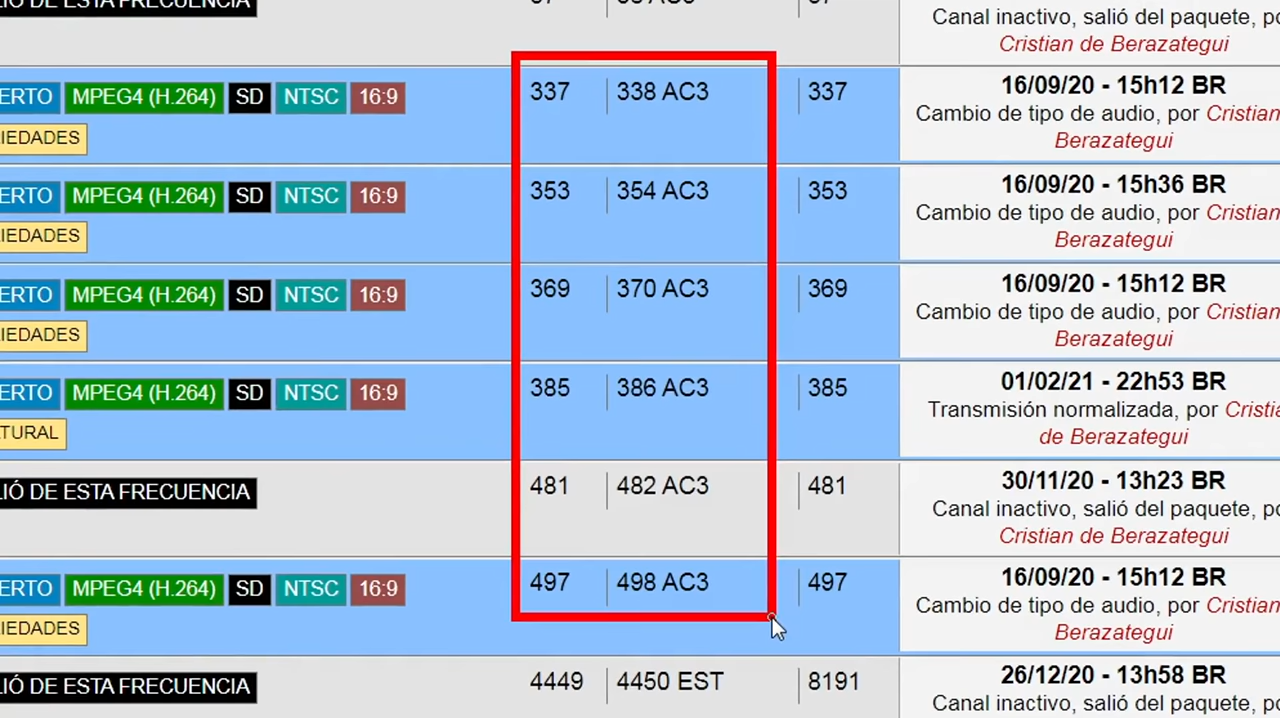 LIÓ DE ESTA FRECUENCIA
Canal inactivo, salió del paquete,
Cristian de Berazategui
ERTO MPEG4 (H.264) SD NTSC 16:9 337 338 AC3 337 16/09/20 - 15h12 BR
Cambio de tipo de audio, por Cristian
IEDADES Berazategui
ERTO MPEG4 (H.264) SD NTSC 16:9 353 354 AC3 353 16/09/20 - 15h36 BR
Cambio de tipo de audio, por Cristian
IEDADES Berazategui
ERTO MPEG4 (H.264) SD NTSC 16:9 369 370 AC3 369 16/09/20 - 15h12 BR
Cambio de tipo de audio, por Cristian
IEDADES Berazategui
ERTO MPEG4 (H.264) SD NTSC 16:9 385 386 AC3 385 01/02/21 - 22h53 BR
Transmisión normalizada, por Cristia
TURAL de Berazategui
LIÓ DE ESTA FRECUENCIA 481 482 AC3 481 30/11/20 - 13h23 BR
Canal inactivo, salió del paquete,
Cristian de Berazategui
ERTO MPEG4 (H.264) SD NTSC 16:9 497 498 AC3 497 16/09/20 - 15h12 BR
Cambio de tipo de audio, por Cristian
IEDADES Berazategui
LIÓ DE ESTA FRECUENCIA 4449 4450 EST 8191 26/12/20 - 13h58 BR
Canal inactivo, salió del paquete,